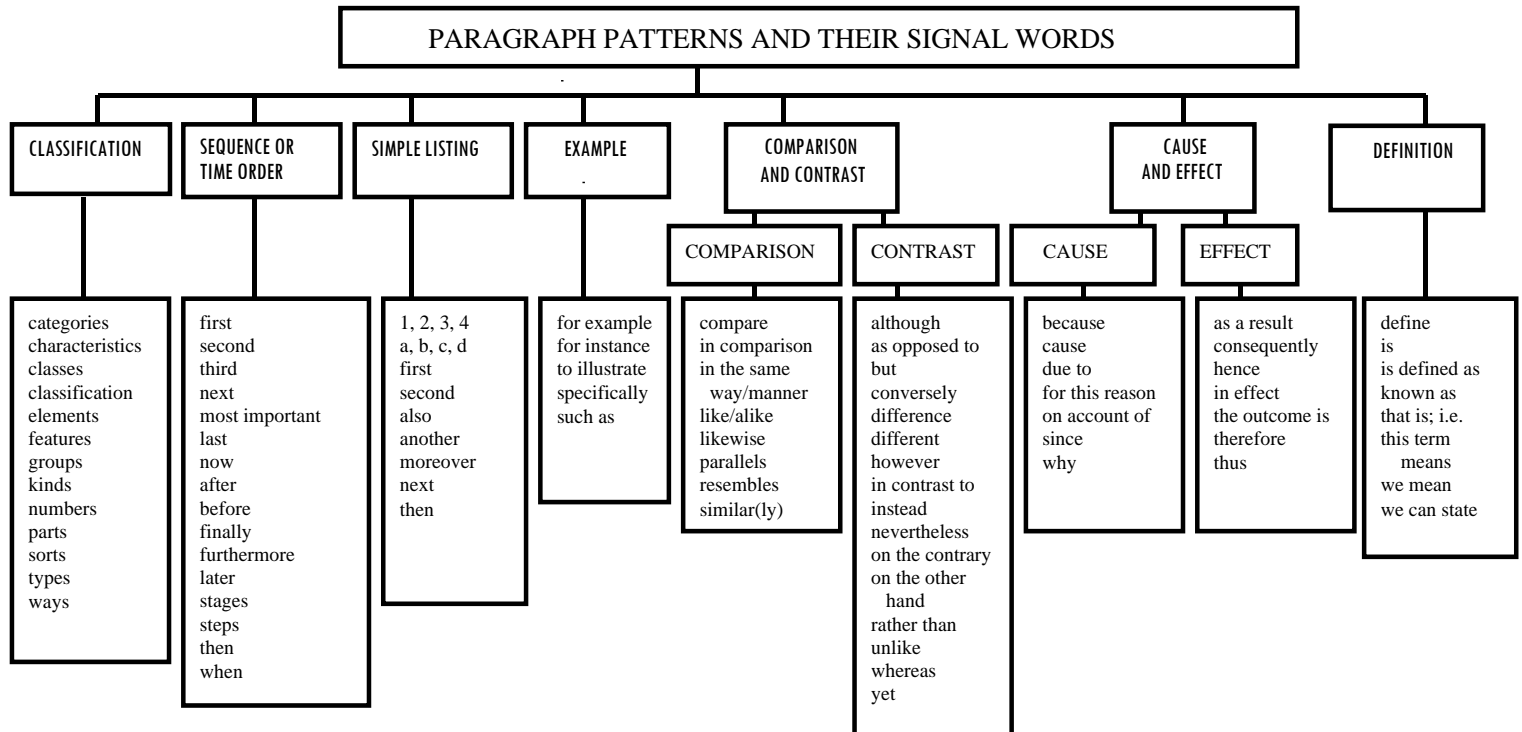 PARAGRAPH PATTERNS AND THEIR SIGNAL WORDS
CLASSIFICATION
SEQUENCE OR
TIME ORDER
SIMPLE LISTING
EXAMPLE
COMPARISON
AND CONTRAST
CAUSE
AND EFFECT
DEFINITION
COMPARISON
CONTRAST
CAUSE
EFFECT
categories
characteristics
classes
classification
elements
features
groups
kinds
numbers
parts
sorts
types
ways
first
second
third
next
most important
last
now
after
before
finally
furthermore
later
stages
steps
then
when
1, 2, 3, 4
a, b, c, d
first
second
also
another
moreover
next
then
for example
for instance
to illustrate
specifically
such as
compare
in comparison
in the same
way/manner
like/alike
likewise
parallels
resembles
similar(ly)
although
as opposed to
but
conversely
difference
different
however
in contrast to
instead
nevertheless
on the contrary
on the other
hand
rather than
unlike
whereas
yet
because
cause
due to
for this reason
on account of
since
why
as a result
consequently
hence
in effect
the outcome is
therefore
thus
define
is
is defined as
known as
that is; i.e.
this term
means
we mean
we can state